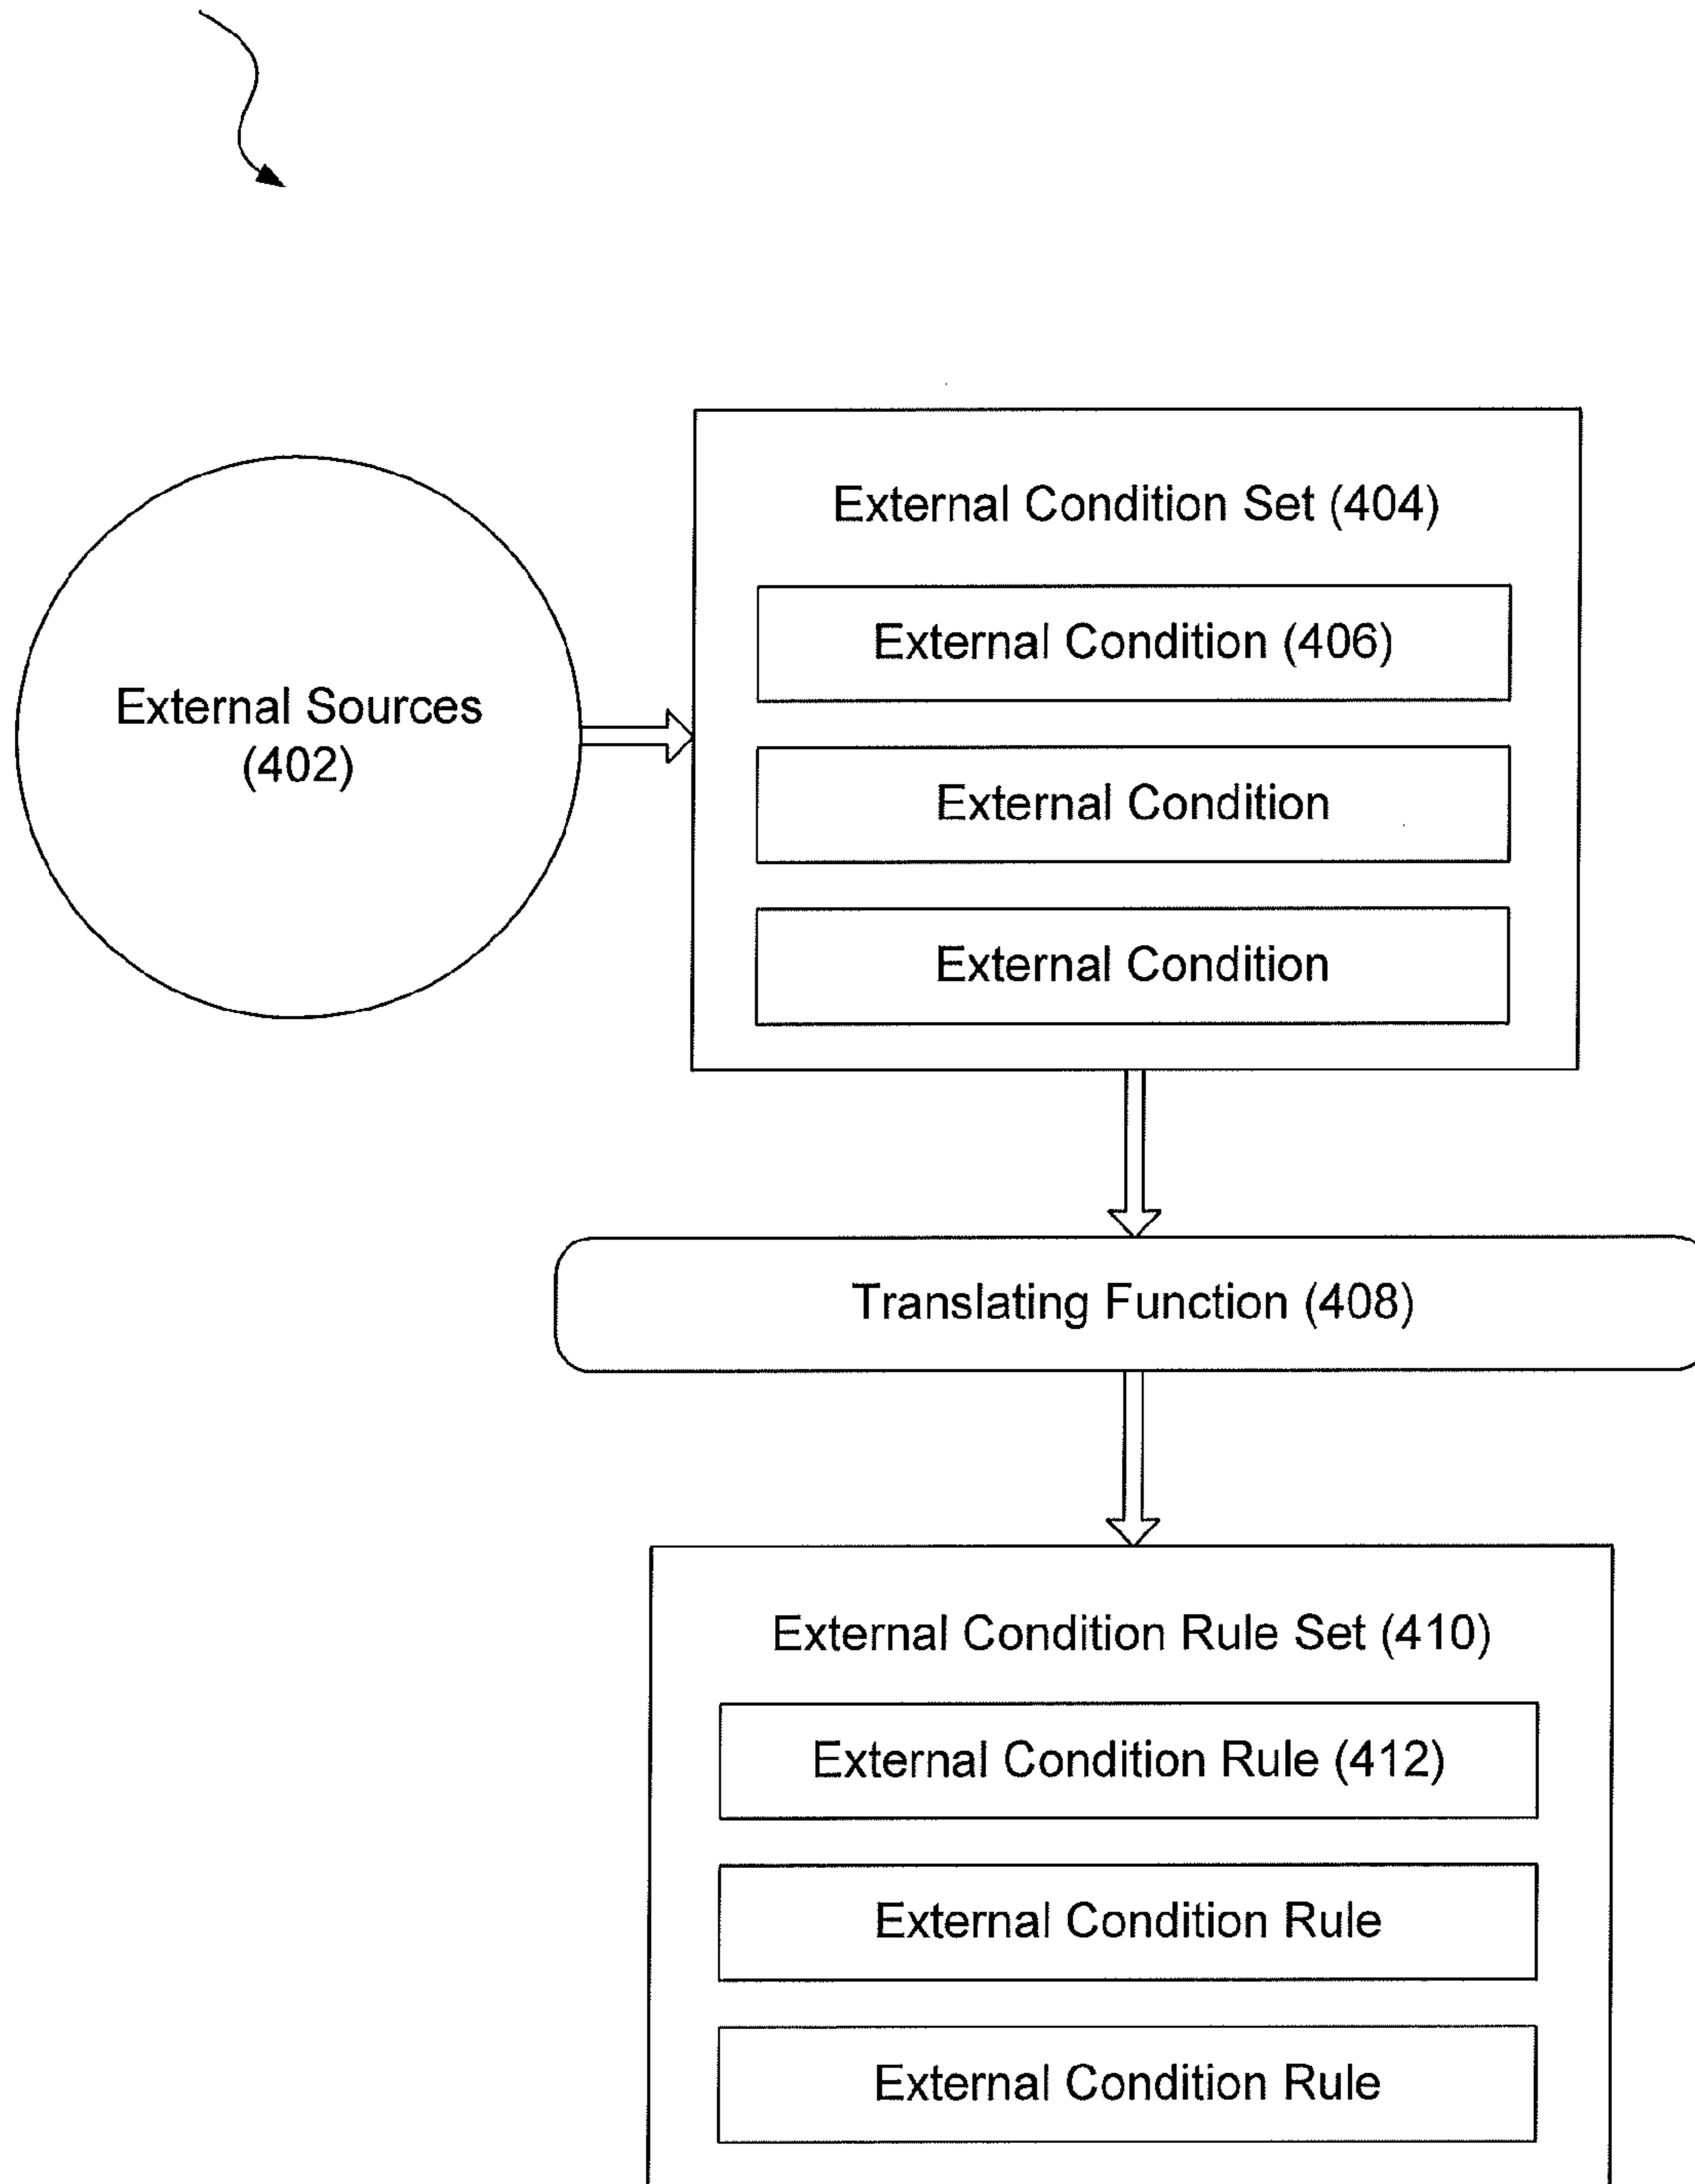 External Sources
(402)
External Condition Set (404)
External Condition (406)
External Condition
External Condition
Translating Function (408)
External Condition Rule Set (410)
External Condition Rule (412)
External Condition Rule
External Condition Rule